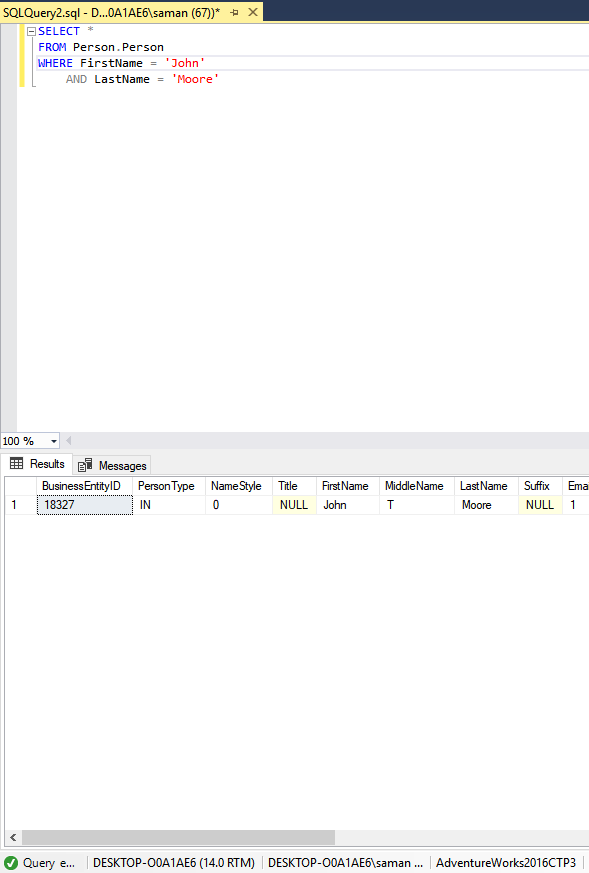 SQLQuery2.sql - D...0A1AE6\saman (67))*
SELECT *
FROM Person.Person
WHERE FirstName = 'John'
AND LastName = 'Moore'
100 %
Results Messages
BusinessEntityID PersonType NameStyle Title FirstName MiddleName LastName Suffix Emai
1 18327 IN 0 NULL John T Moore NULL 1
Query e... DESKTOP-O0A1AE6 (14.0 RTM) DESKTOP-O0A1AE6\saman ... AdventureWorks2016CTP3